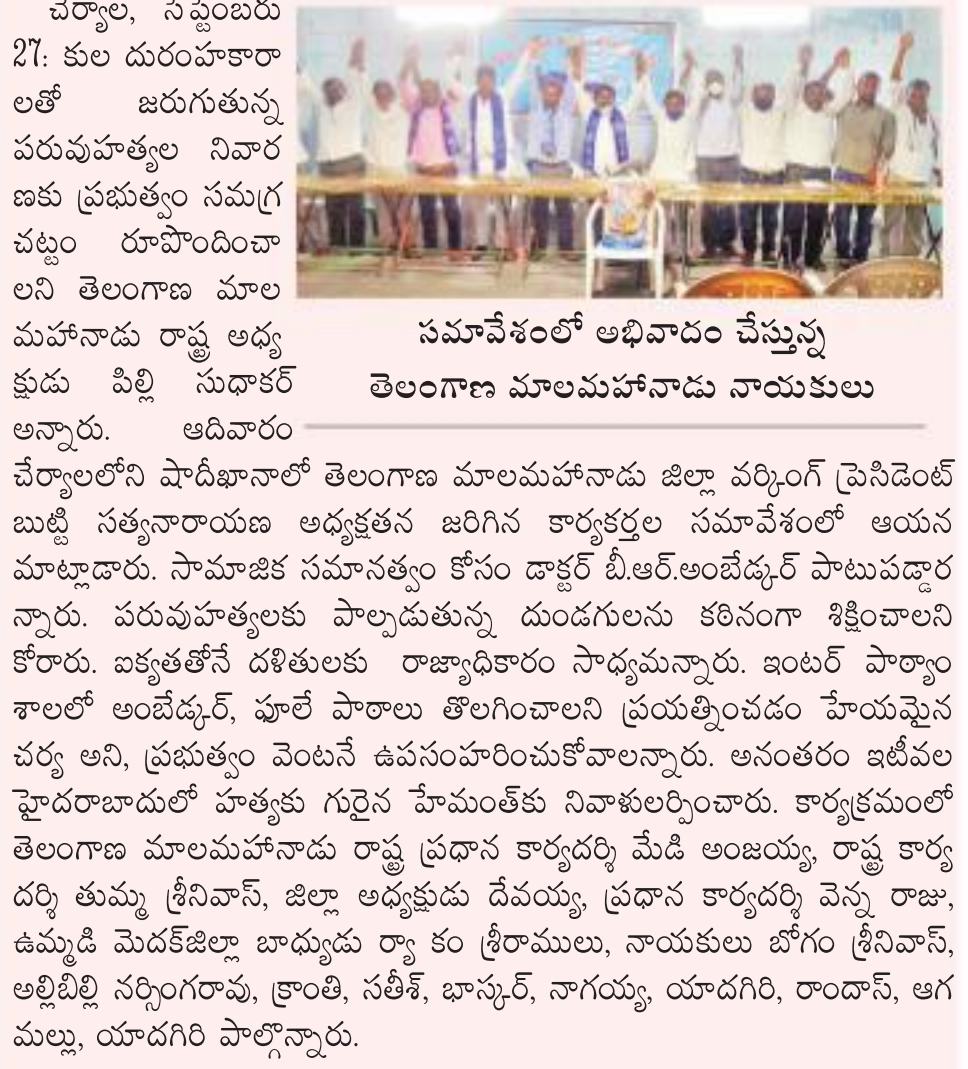 చేర్యాల, సెప్టెంబరు
27: కుల దురంహకారా
లతో జరుగుతున్న
పరువుహత్యల నివార
ణకు ప్రభుత్వం సమగ్ర
చట్టం రూపొందించా
లని తెలంగాణ మాల
మహానాడు రాష్ట్ర అధ్య
క్షుడు పిల్లి సుధాకర్
అన్నారు. ఆదివారం
సమావేశంలో అభివాదం చేస్తున్న
తెలంగాణ మాలమహానాడు నాయకులు
చేర్యాలలోని షాదీఖానాలో తెలంగాణ మాలమహానాడు జిల్లా వర్కింగ్ ప్రెసిడెంట్
బుట్టి సత్యనారాయణ అధ్యక్షతన జరిగిన కార్యకర్తల సమావేశంలో ఆయన
మాట్లాడారు. సామాజిక సమానత్వం కోసం డాక్టర్ బీ.ఆర్.అంబేడ్కర్ పాటుపడ్డార
న్నారు. పరువుహత్యలకు పాల్పడుతున్న దుండగులను కఠినంగా శిక్షించాలని
కోరారు. ఐక్యతతోనే దళితులకు రాజ్యాధికారం సాధ్యమన్నారు. ఇంటర్ పాఠ్యాం
శాలలో అంబేడ్కర్, ఫూలే పాఠాలు తొలగించాలని ప్రయత్నించడం హేయమైన
చర్య అని, ప్రభుత్వం వెంటనే ఉపసంహరించుకోవాలన్నారు. అనంతరం ఇటీవల
హైదరాబాదులో హత్యకు గురైన హేమంత్‌కు నివాళులర్పించారు. కార్యక్రమంలో
తెలంగాణ మాలమహానాడు రాష్ట్ర ప్రధాన కార్యదర్శి మేడి అంజయ్య, రాష్ట్ర కార్య
దర్శి తుమ్మ శ్రీనివాస్, జిల్లా అధ్యక్షుడు దేవయ్య, ప్రధాన కార్యదర్శి వెన్న రాజు,
ఉమ్మడి మెదక్‌జిల్లా బాధ్యుడు ర్యా కం శ్రీరాములు, నాయకులు బోగం శ్రీనివాస్,
అల్లిబిల్లి నర్సింగరావు, క్రాంతి, సతీశ్, భాస్కర్, నాగయ్య, యాదగిరి, రాందాస్, ఆగ
మల్లు, యాదగిరి పాల్గొన్నారు.